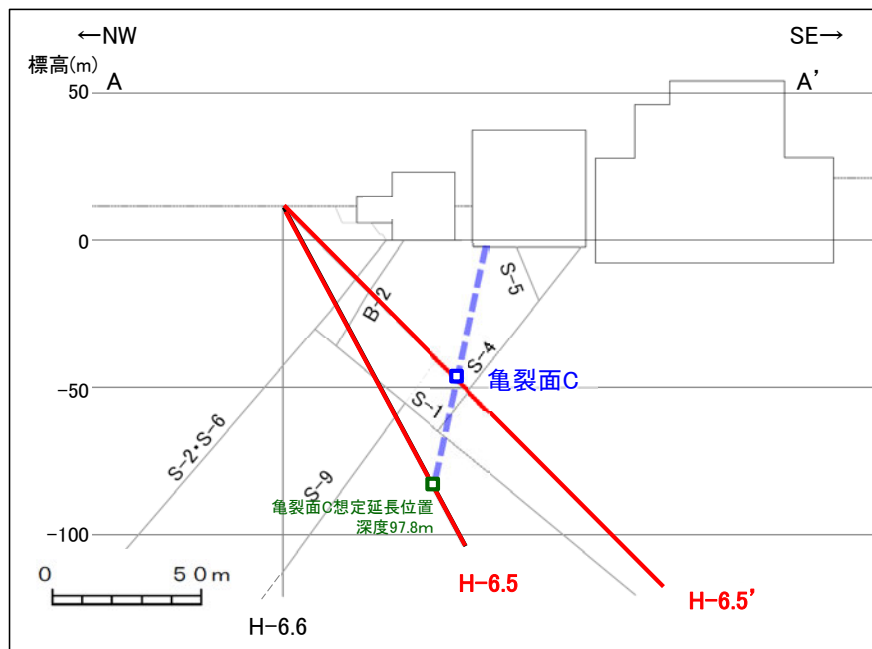 ←NW
SE→
標高(m)
A
A’
50
0
S-5
B-2
S-4
亀裂面C
-50
S-1
S-2・S-6
S-9
亀裂面C想定延長位置
深度97.8m
-100
0
50m
H-6.5
H-6.5’
H-6.6